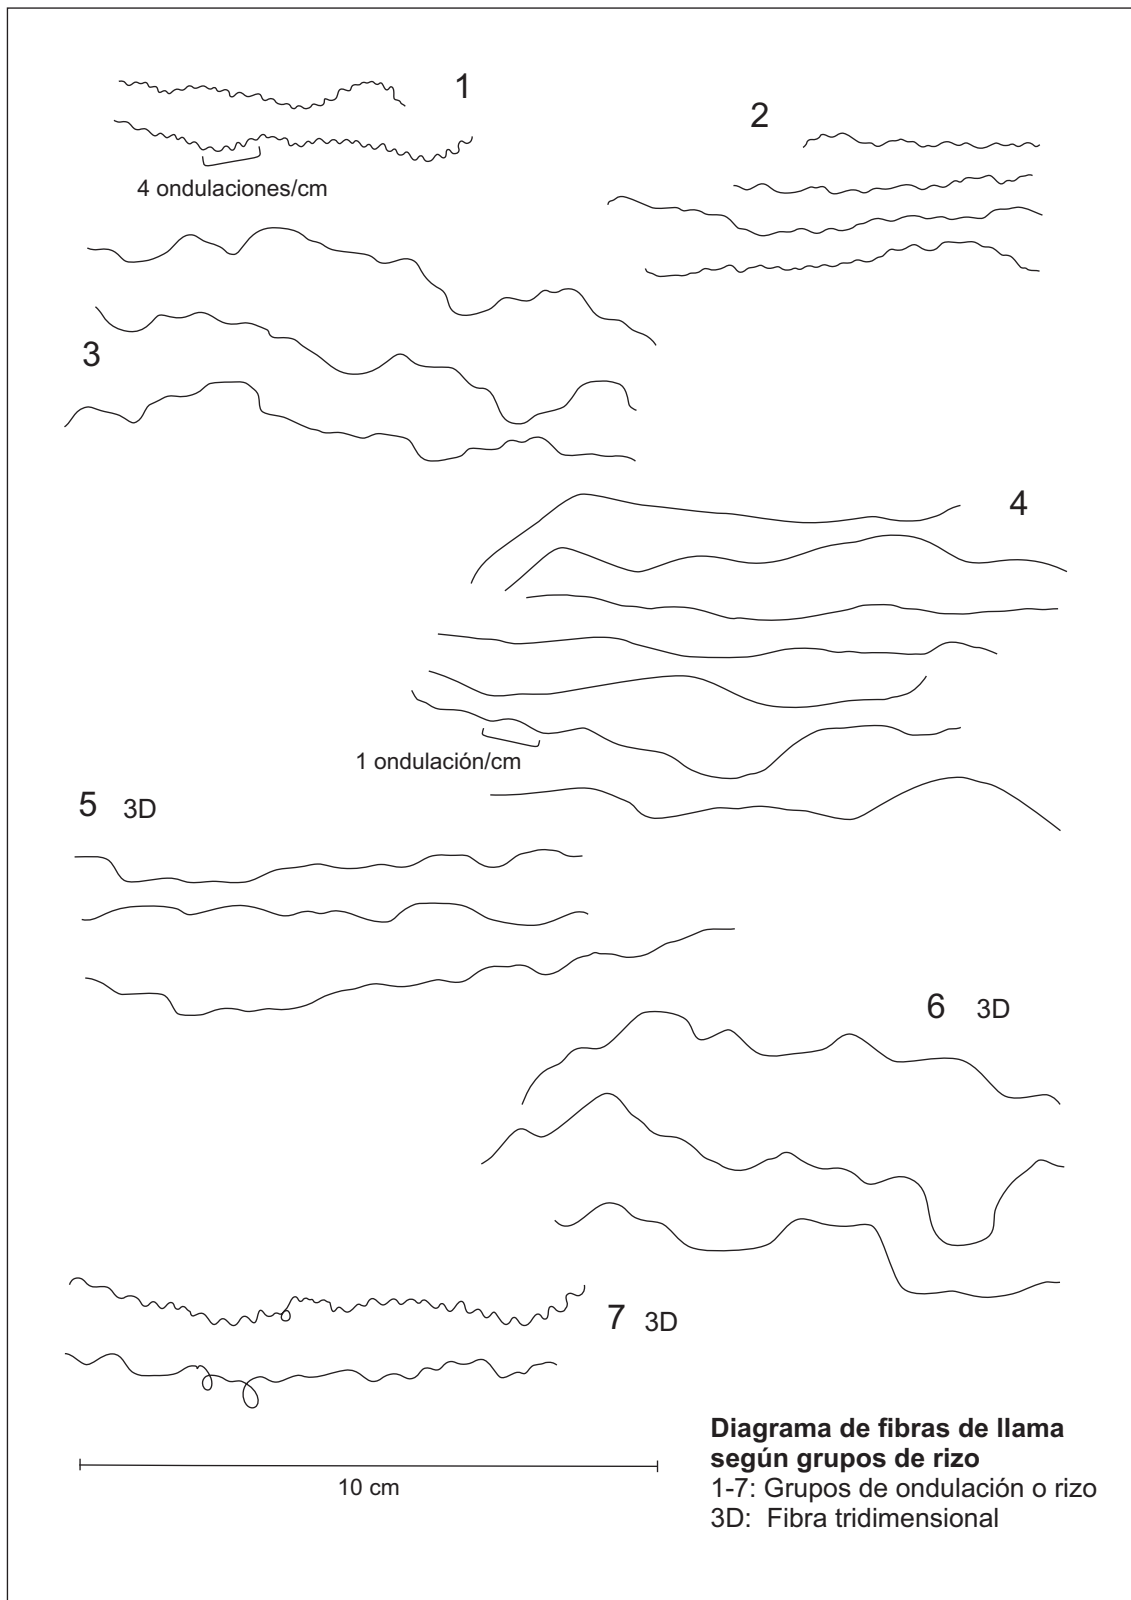 1
2
4 ondulaciones/cm
3
4
1 ondulación/cm
5 3D
6 3D
7 3D
10 cm
Diagrama de fibras de llama
según grupos de rizo
1-7: Grupos de ondulación o rizo
3D: Fibra tridimensional